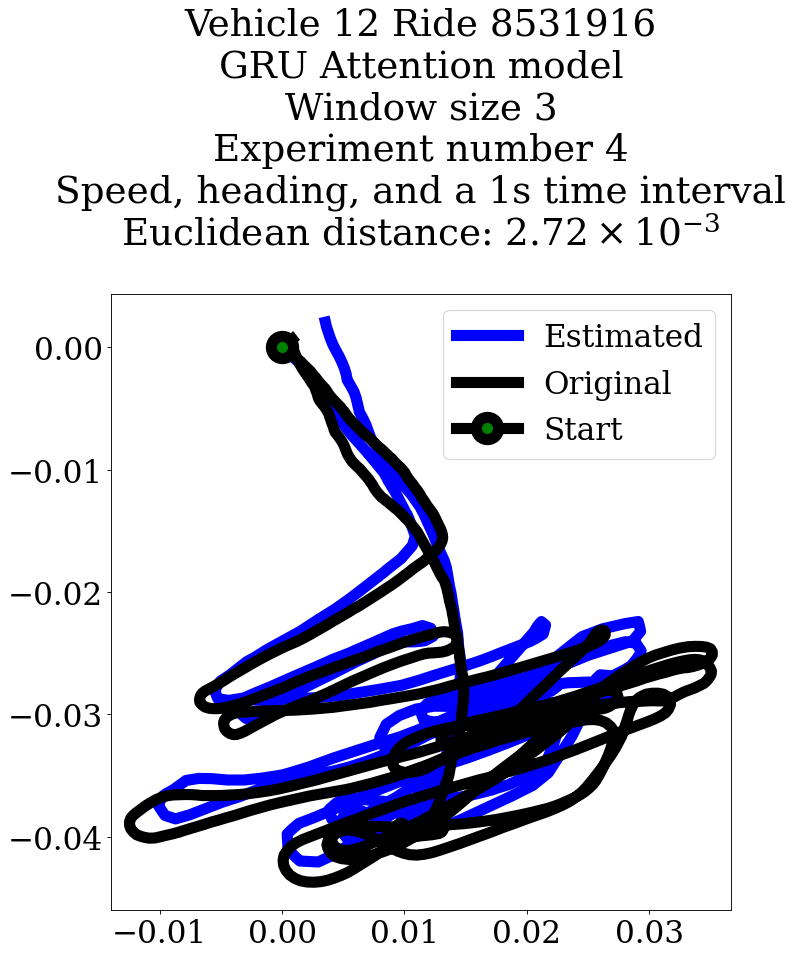 Vehicle 12 Ride 8531916
GRU Attention model
Window size 3
Experiment number 4
Speed, heading, and a 1s time interval
Euclidean distance: 2.72 × 10⁻³
Estimated
Original
Start
0.00
−0.01
−0.02
−0.03
−0.04
−0.01 0.00 0.01 0.02 0.03